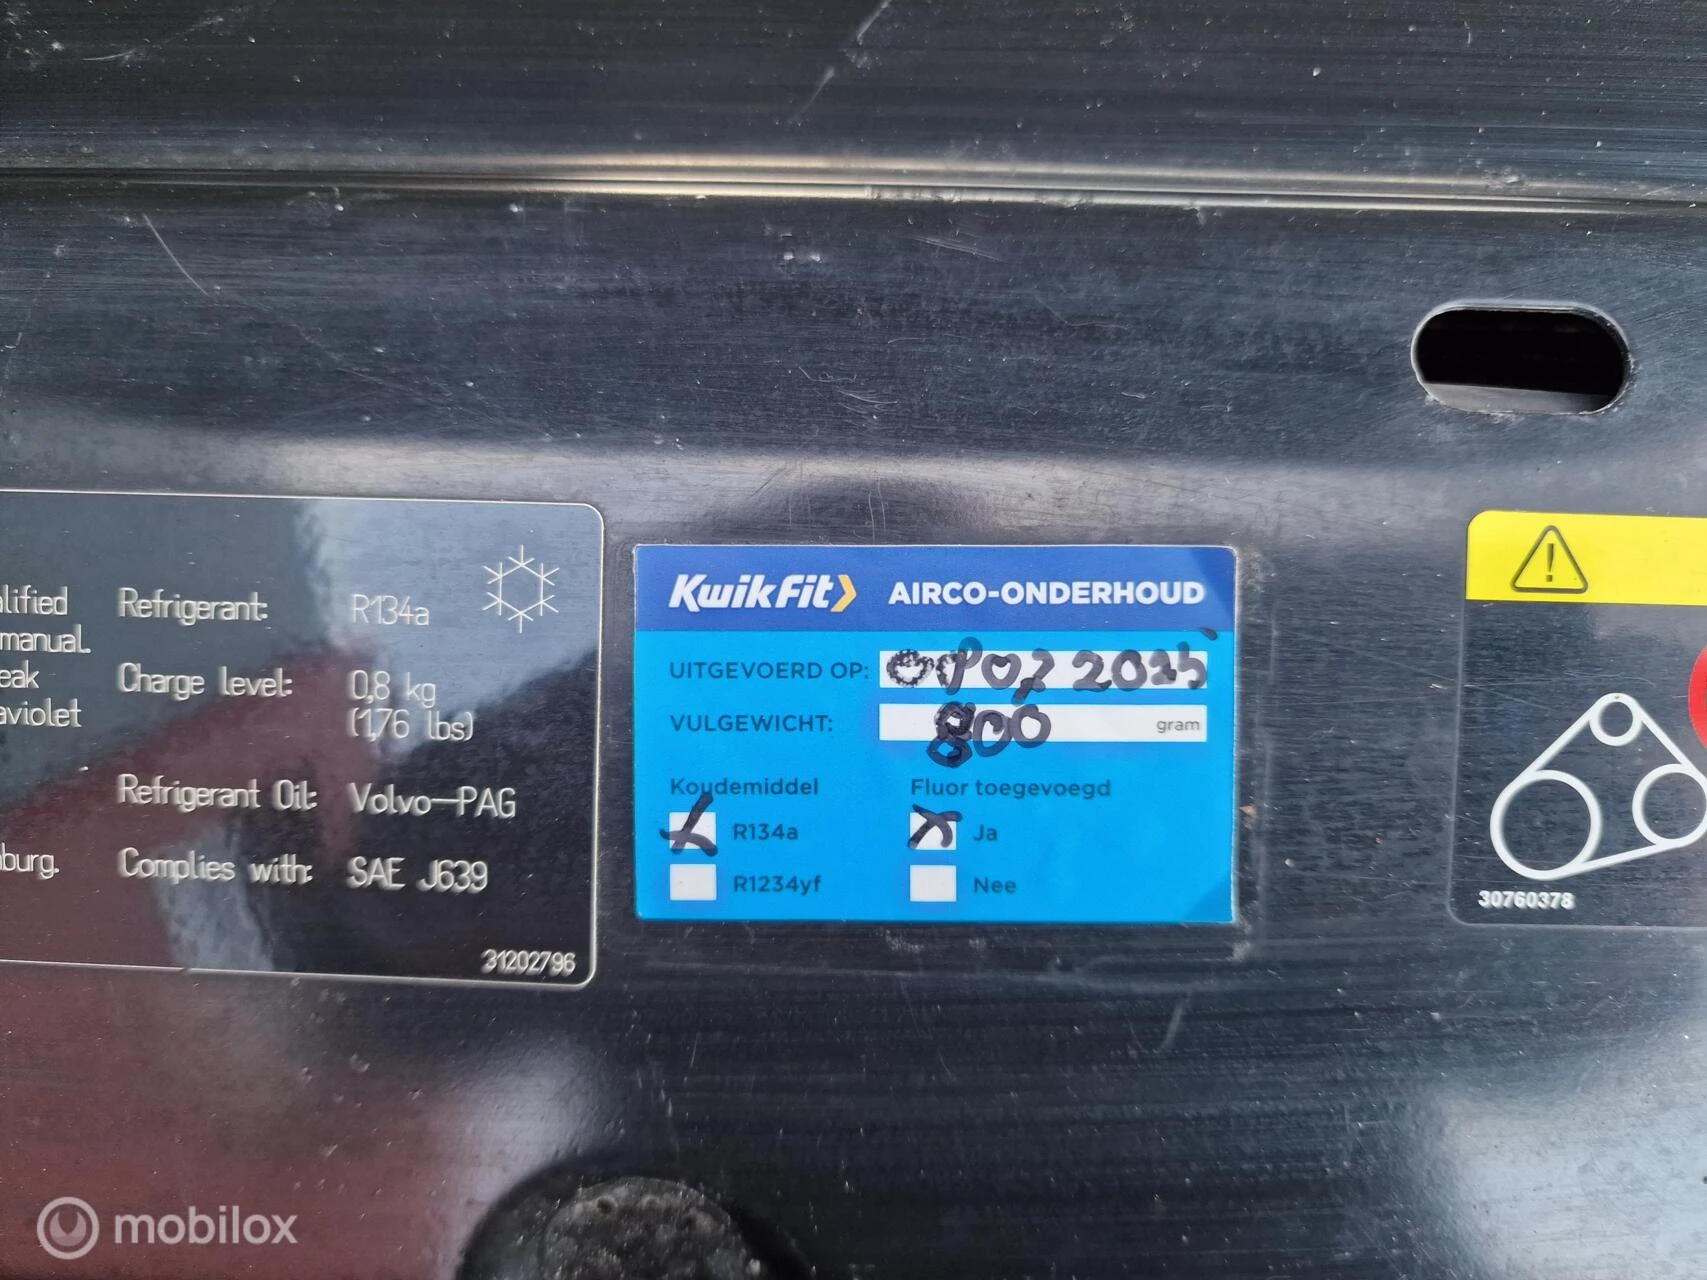 alified
manual.
eak
aviolet
burg.
Refrigerant: R134a
Charge level: 0,8 kg
(1,76 lbs)
Refrigerant Oil: Volvo-PAG
Complies with: SAE J639
31202796
KwikFit AIRCO-ONDERHOUD
UITGEVOERD OP: 07 202
VULGEWICHT: 800 gram
Koudemiddel Fluor toegevoegd
R134a Ja
R1234yf Nee
30760378
mobilox